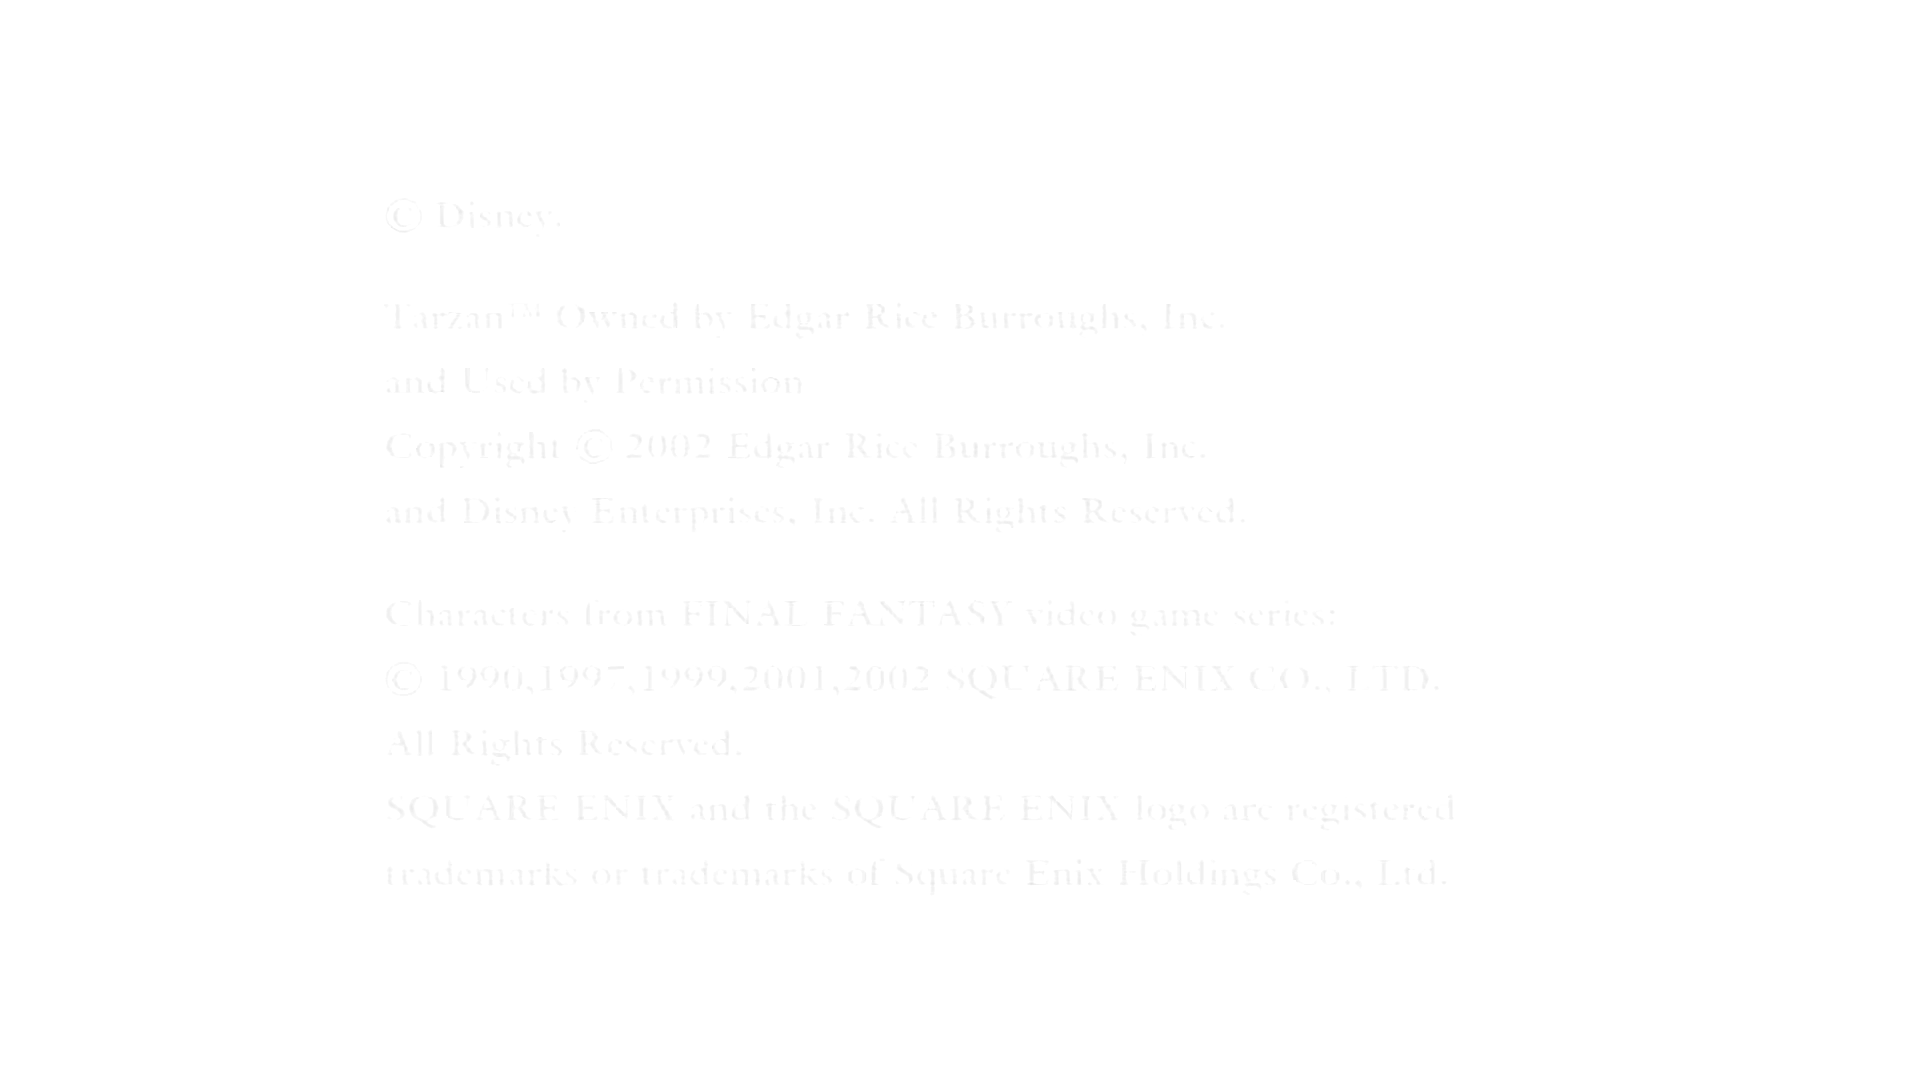 © Disney.
Tarzan™ Owned by Edgar Rice Burroughs, Inc.
and Used by Permission
Copyright © 2002 Edgar Rice Burroughs, Inc.
and Disney Enterprises, Inc. All Rights Reserved.
Characters from FINAL FANTASY video game series:
© 1990,1997,1999,2001,2002 SQUARE ENIX CO., LTD.
All Rights Reserved.
SQUARE ENIX and the SQUARE ENIX logo are registered
trademarks or trademarks of Square Enix Holdings Co., Ltd.